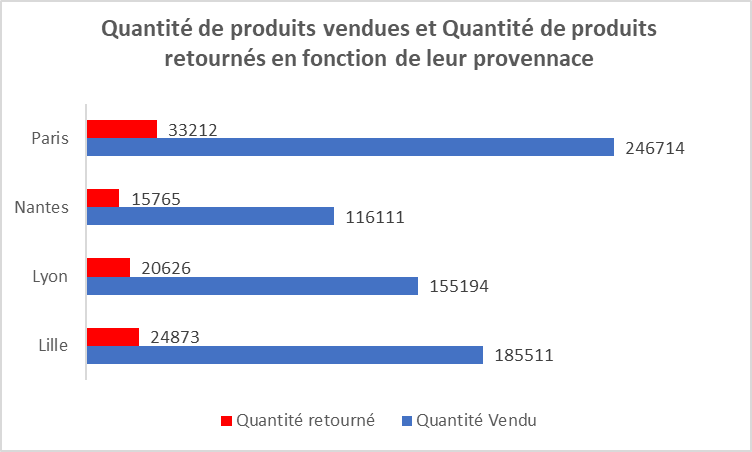 Quantité de produits vendues et Quantité de produits
retournés en fonction de leur provennace
Paris
33212
246714
Nantes
15765
116111
Lyon
20626
155194
Lille
24873
185511
Quantité retourné
Quantité Vendu